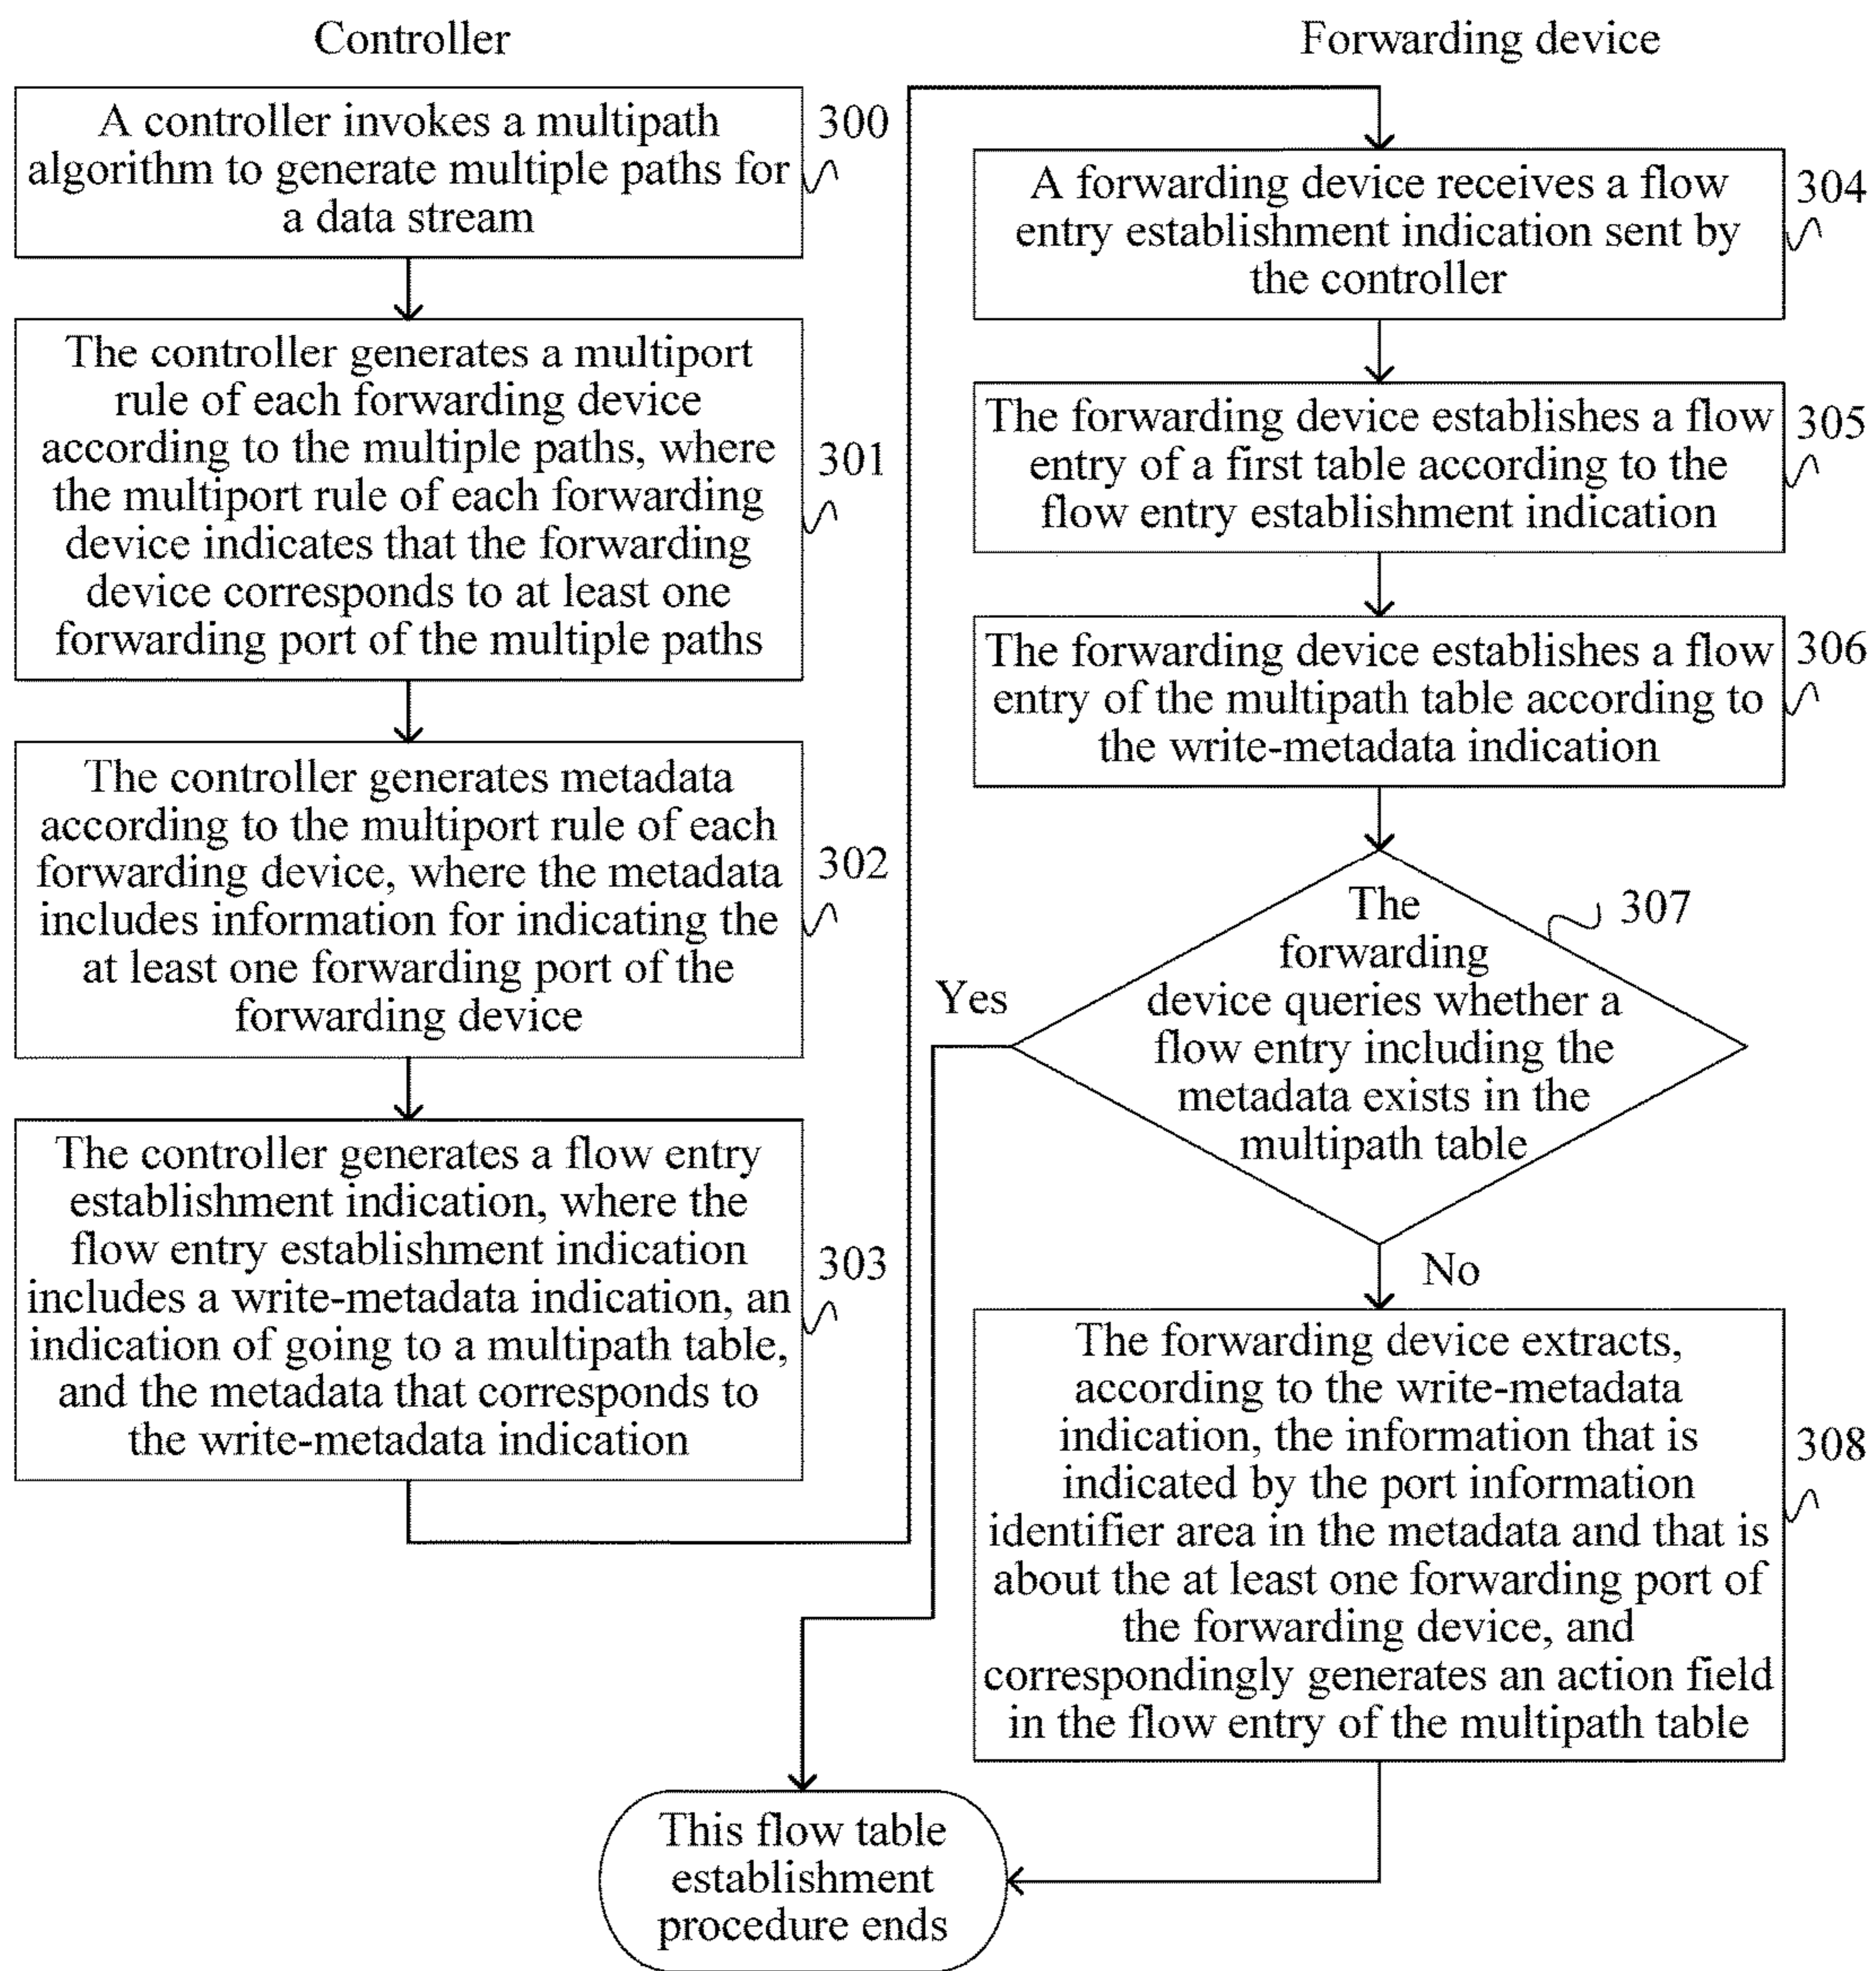 Controller
A controller invokes a multipath
algorithm to generate multiple paths for
a data stream
300
The controller generates a multiport
rule of each forwarding device
according to the multiple paths, where
the multiport rule of each forwarding
device indicates that the forwarding
device corresponds to at least one
forwarding port of the multiple paths
301
The controller generates metadata
according to the multiport rule of each
forwarding device, where the metadata
includes information for indicating the
at least one forwarding port of the
forwarding device
302
The controller generates a flow entry
establishment indication, where the
flow entry establishment indication
includes a write-metadata indication, an
indication of going to a multipath table,
and the metadata that corresponds to
the write-metadata indication
303
Forwarding device
A forwarding device receives a flow
entry establishment indication sent by
the controller
304
The forwarding device establishes a flow
entry of a first table according to the
flow entry establishment indication
305
The forwarding device establishes a flow
entry of the multipath table according to
the write-metadata indication
306
The
forwarding
device queries whether a
flow entry including the
metadata exists in the
multipath table
307
Yes
No
The forwarding device extracts,
according to the write-metadata
indication, the information that is
indicated by the port information
identifier area in the metadata and that is
about the at least one forwarding port of
the forwarding device, and
correspondingly generates an action field
in the flow entry of the multipath table
308
This flow table
establishment
procedure ends